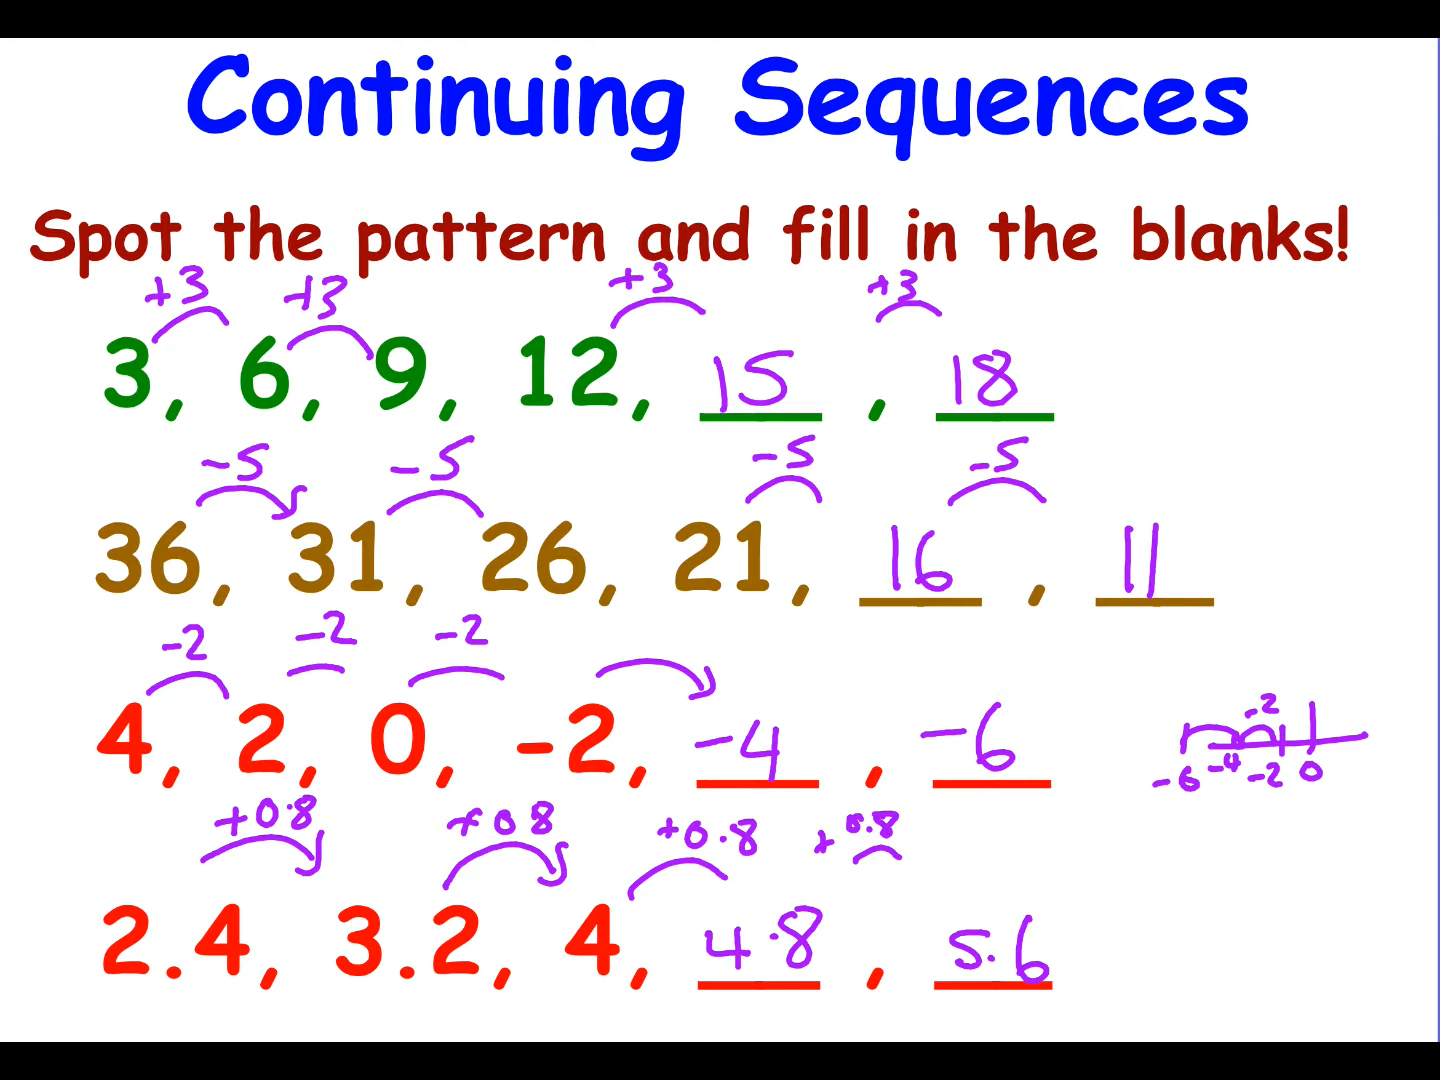 Continuing Sequences
Spot the pattern and fill in the blanks!
+3 +3 +3 +3
3, 6, 9, 12, 15, 18
-5 -5 -5 -5
36, 31, 26, 21, 16, 11
-2 -2 -2
4, 2, 0, -2, -4, -6
-2
-6 -4 -2 0
+0.8 +0.8 +0.8 +0.8
2.4, 3.2, 4, 4.8, 5.6